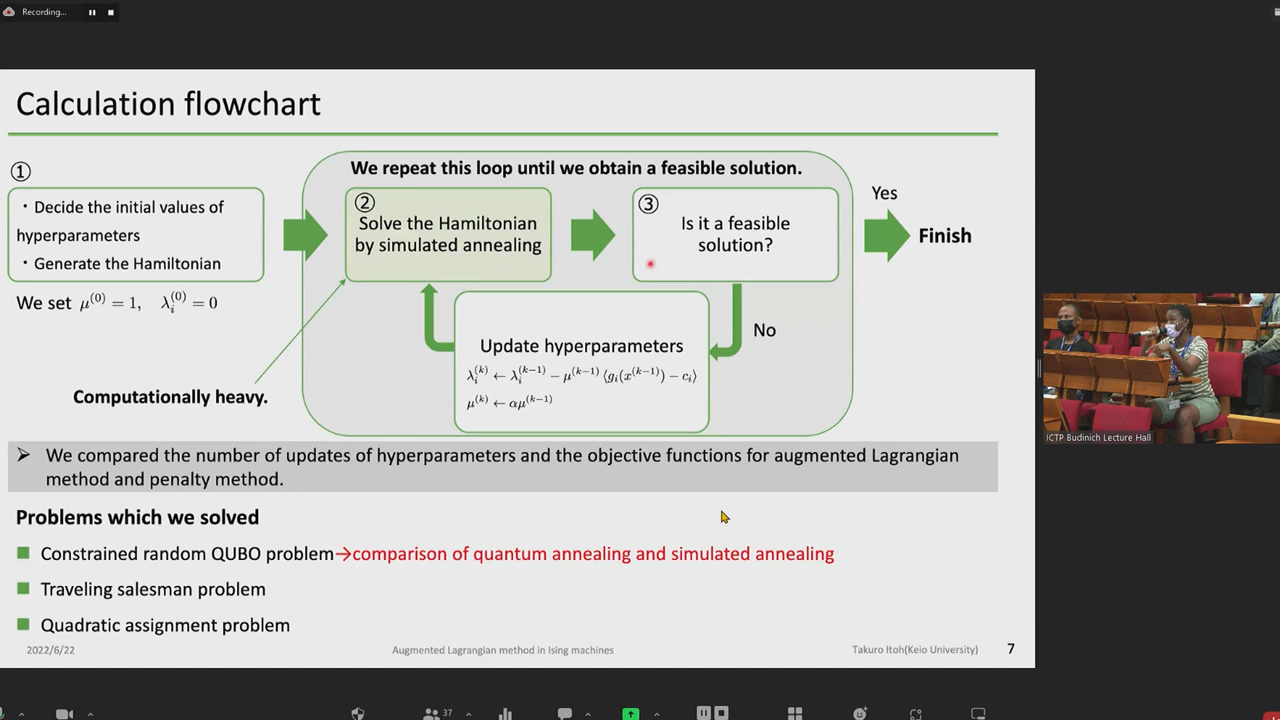 Recording...
Calculation flowchart
①
・Decide the initial values of
hyperparameters
・Generate the Hamiltonian
We set μ^(0) = 1, λ_i^(0) = 0
Computationally heavy.
We repeat this loop until we obtain a feasible solution.
②
Solve the Hamiltonian
by simulated annealing
③
Is it a feasible
solution?
Yes
Finish
No
Update hyperparameters
λ_i^(k) ← λ_i^(k−1) − μ^(k−1) ⟨g_i(x^(k−1)) − c_i⟩
μ^(k) ← αμ^(k−1)
ICTP Budinich Lecture Hall
➢ We compared the number of updates of hyperparameters and the objective functions for augmented Lagrangian
method and penalty method.
Problems which we solved
Constrained random QUBO problem→comparison of quantum annealing and simulated annealing
Traveling salesman problem
Quadratic assignment problem
2022/6/22
Augmented Lagrangian method in Ising machines
Takuro Itoh(Keio University)
7
37